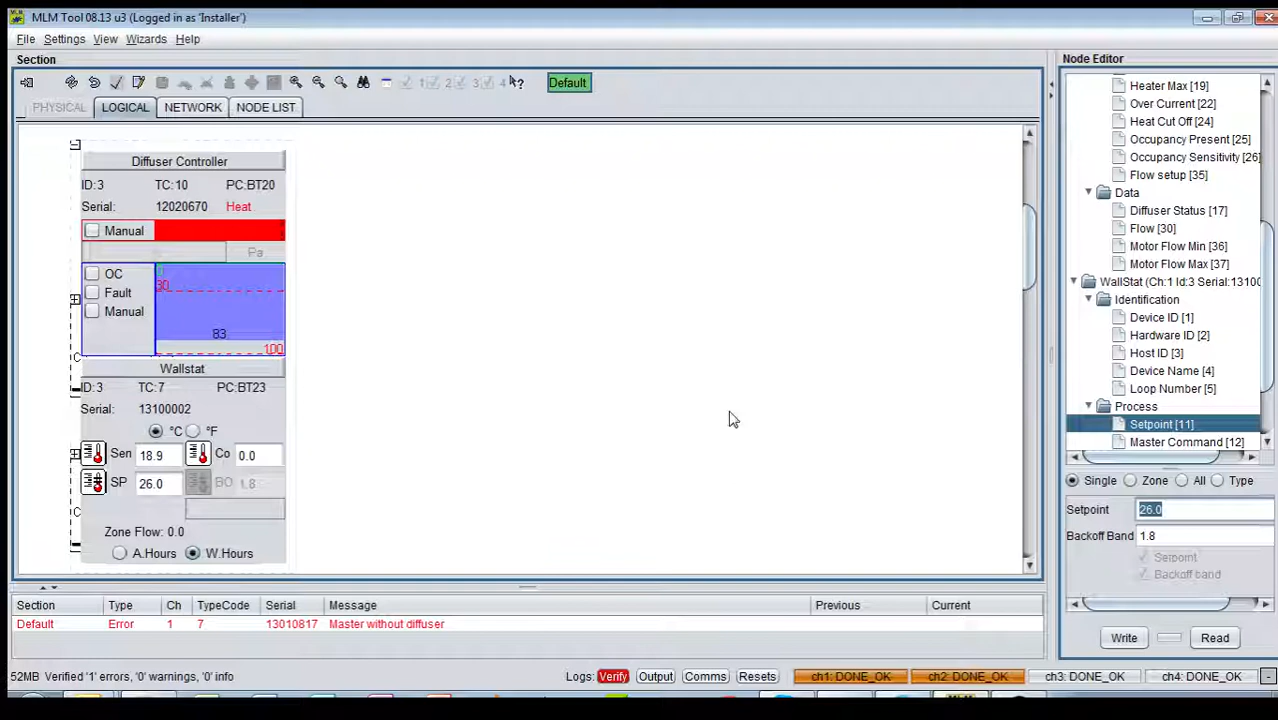 MLM Tool 08.13 u3 (Logged in as 'Installer')
File Settings View Wizards Help
Section
1 2 3 4 ? Default
PHYSICAL LOGICAL NETWORK NODE LIST
Diffuser Controller
ID:3 TC:10 PC:BT20
Serial: 12020670 Heat
Manual
Pa
OC
Fault
Manual
0
30
83
100
Wallstat
ID:3 TC:7 PC:BT23
Serial: 13100002
°C °F
Sen 18.9 Co 0.0
SP 26.0 BO 1.8
Zone Flow: 0.0
A.Hours W.Hours
Node Editor
Heater Max [19]
Over Current [22]
Heat Cut Off [24]
Occupancy Present [25]
Occupancy Sensitivity [26]
Flow setup [35]
Data
Diffuser Status [17]
Flow [30]
Motor Flow Min [36]
Motor Flow Max [37]
WallStat (Ch:1 Id:3 Serial:13100
Identification
Device ID [1]
Hardware ID [2]
Host ID [3]
Device Name [4]
Loop Number [5]
Process
Setpoint [11]
Master Command [12]
Single Zone All Type
Setpoint 26.0
Backoff Band 1.8
Setpoint
Backoff band
Write Read
Section Type Ch TypeCode Serial Message Previous Current
Default Error 1 7 13010817 Master without diffuser
52MB Verified '1' errors, '0' warnings, '0' info Logs: Verify Output Comms Resets ch1: DONE_OK ch2: DONE_OK ch3: DONE_OK ch4: DONE_OK
MLM